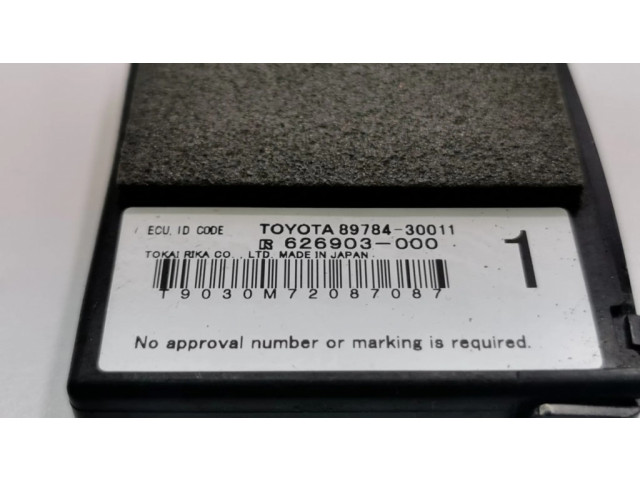 ECU, ID CODE TOYOTA 89784-30011
626903-000
TOKAI RIKA CO., LTD. MADE IN JAPAN.
1
T9030M72087087
No approval number or marking is required.